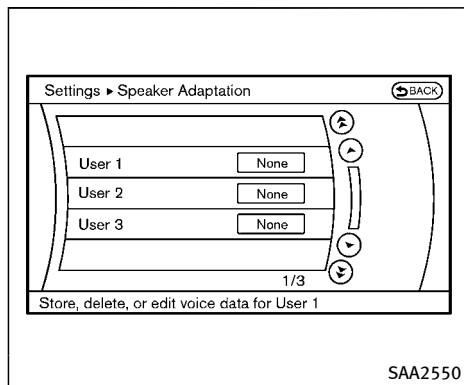 Settings ▸ Speaker Adaptation BACK
User 1 None
User 2 None
User 3 None
1/3
Store, delete, or edit voice data for User 1
SAA2550